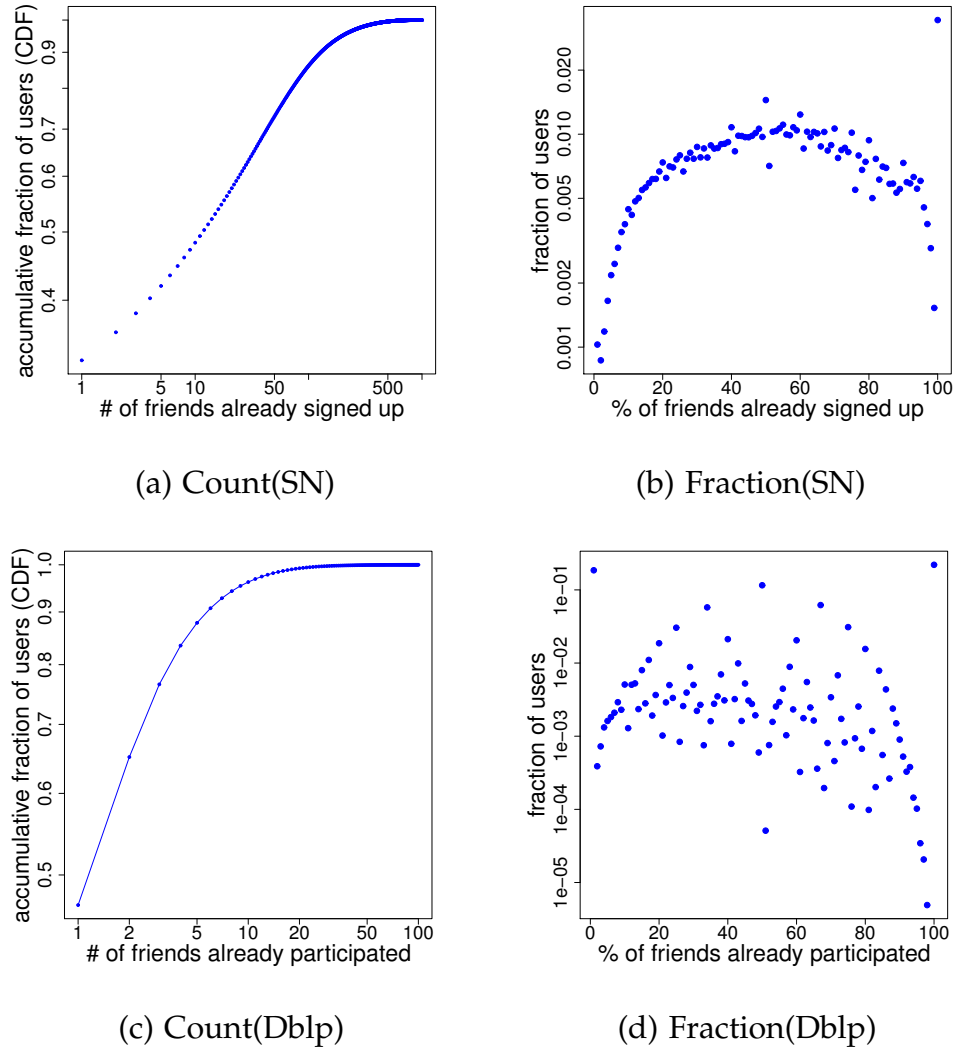 accumulative fraction of users (CDF)
0.9
0.7
0.6
0.5
0.4
1 5 10 50 500
# of friends already signed up
(a) Count(SN)
fraction of users
0.020
0.010
0.005
0.002
0.001
0 20 40 60 80 100
% of friends already signed up
(b) Fraction(SN)
accumulative fraction of users (CDF)
1.0
0.9
0.8
0.7
0.6
0.5
1 2 5 10 20 50 100
# of friends already participated
(c) Count(Dblp)
fraction of users
1e-01
1e-02
1e-03
1e-04
1e-05
0 20 40 60 80 100
% of friends already participated
(d) Fraction(Dblp)